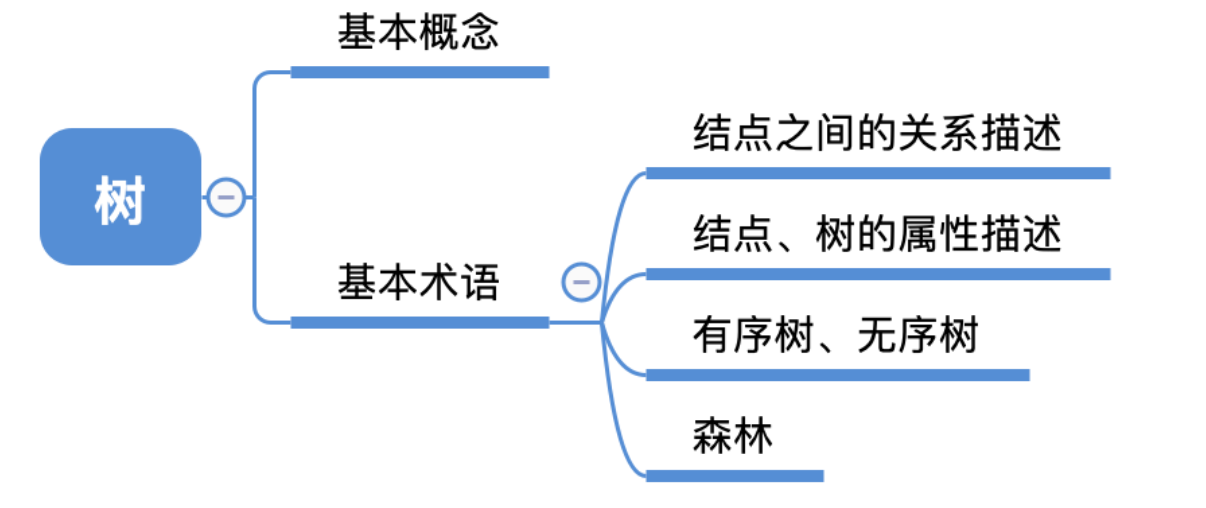 树
基本概念
基本术语
结点之间的关系描述
结点、树的属性描述
有序树、无序树
森林